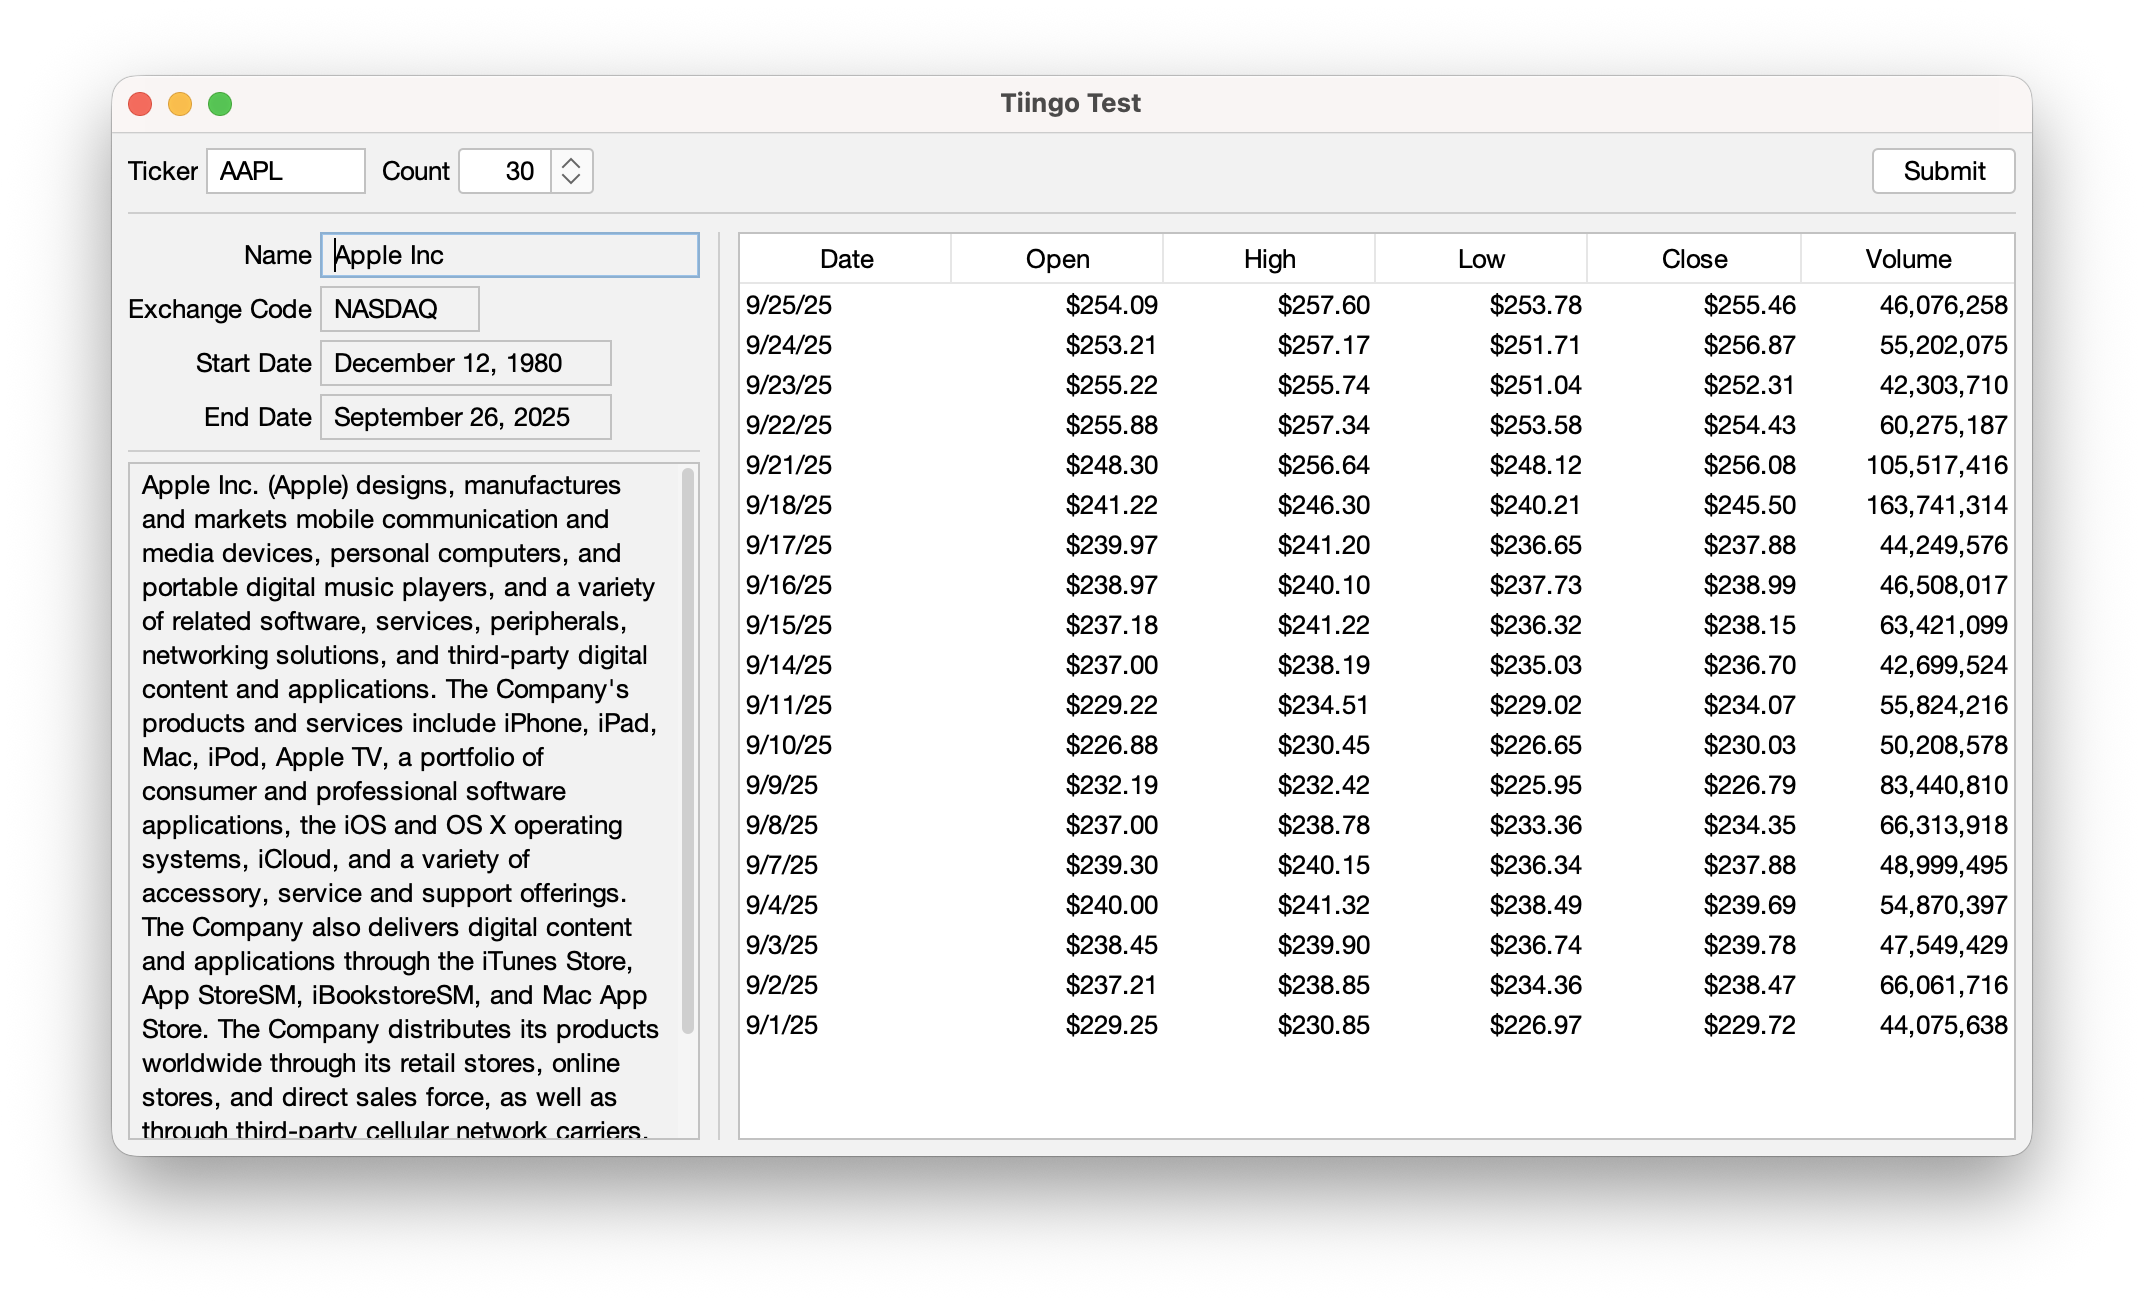 Tiingo Test
Ticker AAPL Count 30 Submit
Name Apple Inc
Exchange Code NASDAQ
Start Date December 12, 1980
End Date September 26, 2025
Apple Inc. (Apple) designs, manufactures
and markets mobile communication and
media devices, personal computers, and
portable digital music players, and a variety
of related software, services, peripherals,
networking solutions, and third-party digital
content and applications. The Company's
products and services include iPhone, iPad,
Mac, iPod, Apple TV, a portfolio of
consumer and professional software
applications, the iOS and OS X operating
systems, iCloud, and a variety of
accessory, service and support offerings.
The Company also delivers digital content
and applications through the iTunes Store,
App StoreSM, iBookstoreSM, and Mac App
Store. The Company distributes its products
worldwide through its retail stores, online
stores, and direct sales force, as well as
through third-party cellular network carriers,
Date Open High Low Close Volume
9/25/25 $254.09 $257.60 $253.78 $255.46 46,076,258
9/24/25 $253.21 $257.17 $251.71 $256.87 55,202,075
9/23/25 $255.22 $255.74 $251.04 $252.31 42,303,710
9/22/25 $255.88 $257.34 $253.58 $254.43 60,275,187
9/21/25 $248.30 $256.64 $248.12 $256.08 105,517,416
9/18/25 $241.22 $246.30 $240.21 $245.50 163,741,314
9/17/25 $239.97 $241.20 $236.65 $237.88 44,249,576
9/16/25 $238.97 $240.10 $237.73 $238.99 46,508,017
9/15/25 $237.18 $241.22 $236.32 $238.15 63,421,099
9/14/25 $237.00 $238.19 $235.03 $236.70 42,699,524
9/11/25 $229.22 $234.51 $229.02 $234.07 55,824,216
9/10/25 $226.88 $230.45 $226.65 $230.03 50,208,578
9/9/25 $232.19 $232.42 $225.95 $226.79 83,440,810
9/8/25 $237.00 $238.78 $233.36 $234.35 66,313,918
9/7/25 $239.30 $240.15 $236.34 $237.88 48,999,495
9/4/25 $240.00 $241.32 $238.49 $239.69 54,870,397
9/3/25 $238.45 $239.90 $236.74 $239.78 47,549,429
9/2/25 $237.21 $238.85 $234.36 $238.47 66,061,716
9/1/25 $229.25 $230.85 $226.97 $229.72 44,075,638